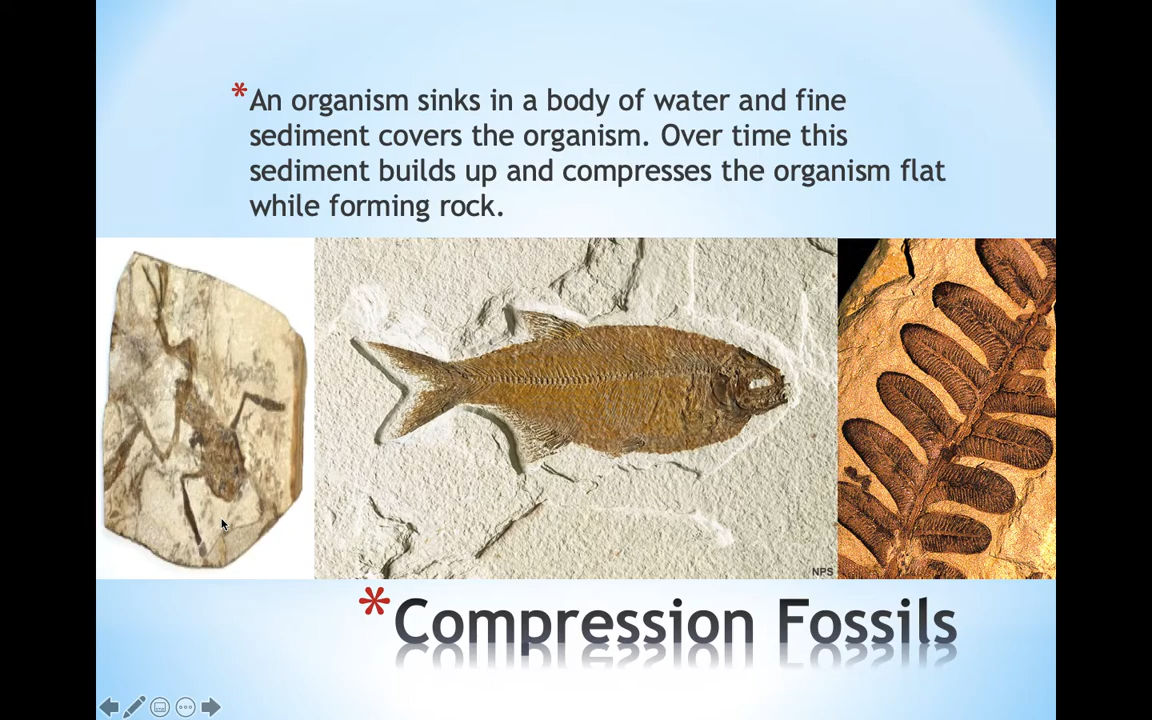 * An organism sinks in a body of water and fine
sediment covers the organism. Over time this
sediment builds up and compresses the organism flat
while forming rock.
NPS
* Compression Fossils